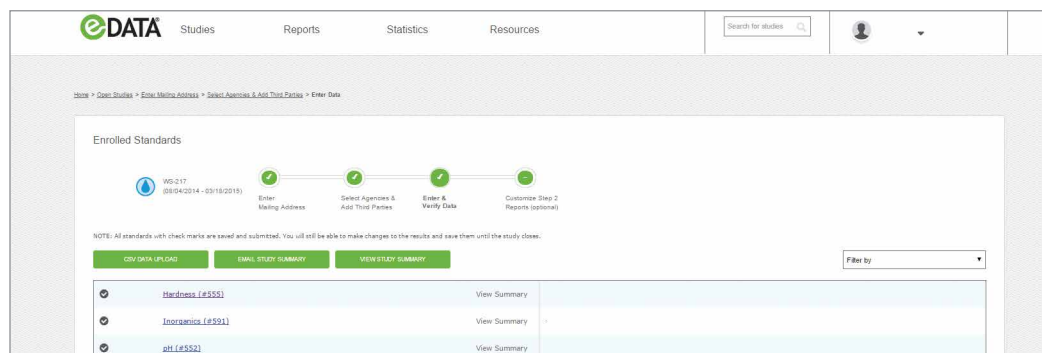 eDATA
Studies
Reports
Statistics
Resources
Search for studies
Home > Open Studies > Enter Mailing Address > Select Agencies & Add Third Parties > Enter Data
Enrolled Standards
WS-217
(08/04/2014 - 03/18/2015)
Enter
Mailing Address
Select Agencies &
Add Third Parties
Enter &
Verify Data
Customize Step 2
Reports (optional)
NOTE: All standards with check marks are saved and submitted. You will still be able to make changes to the results and save them until the study closes.
CSV DATA UPLOAD
EMAIL STUDY SUMMARY
VIEW STUDY SUMMARY
Filter by
Hardness (#555)
View Summary
Inorganics (#591)
View Summary
pH (#552)
View Summary